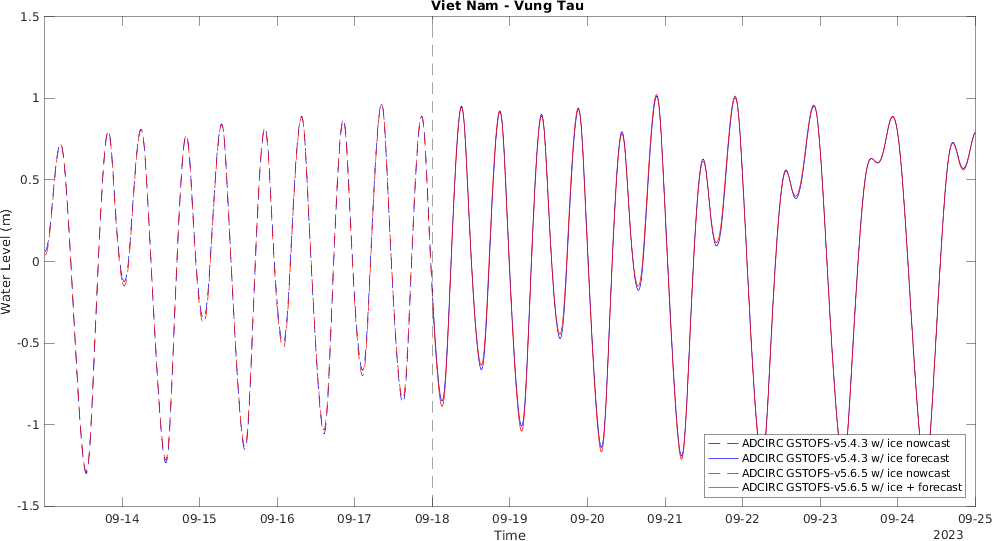 Viet Nam - Vung Tau
1.5
1
0.5
0
-0.5
-1
-1.5
Water Level (m)
ADCIRC GSTOFS-v5.4.3 w/ ice nowcast
ADCIRC GSTOFS-v5.4.3 w/ ice forecast
ADCIRC GSTOFS-v5.6.5 w/ ice nowcast
ADCIRC GSTOFS-v5.6.5 w/ ice + forecast
09-14
09-15
09-16
09-17
09-18
09-19
09-20
09-21
09-22
09-23
09-24
09-25
Time
2023